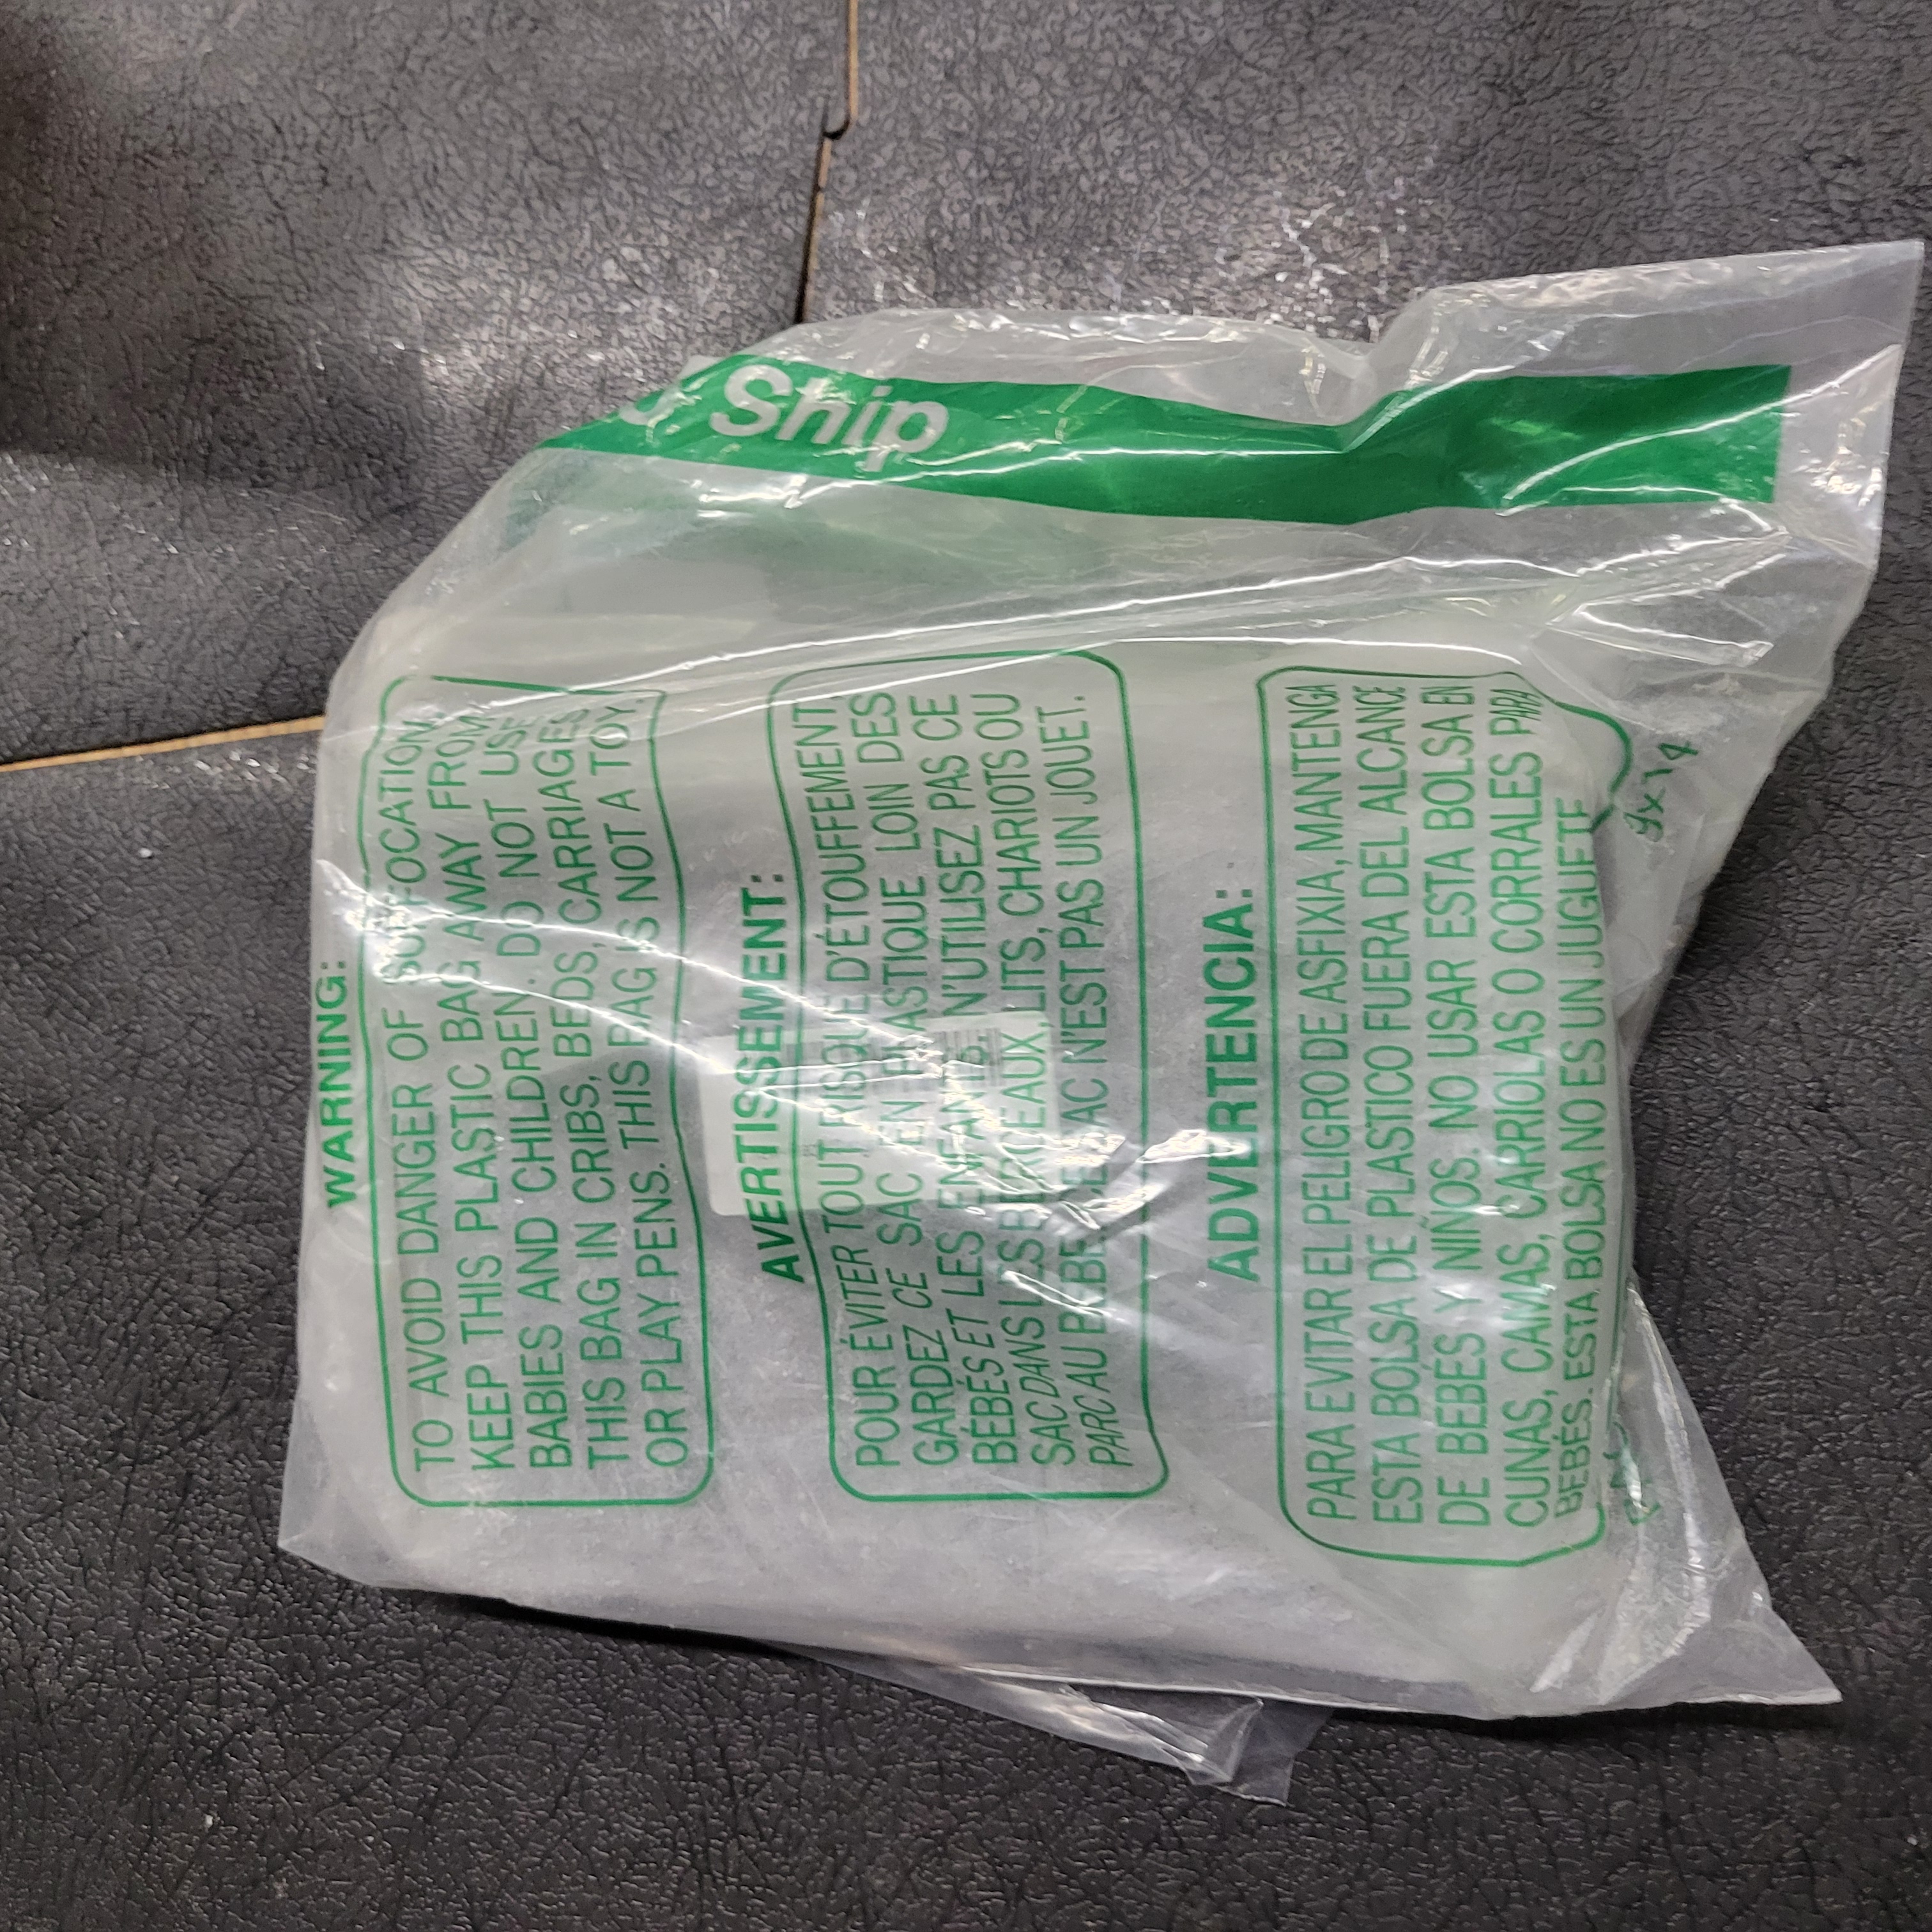 Ship
WARNING:
TO AVOID DANGER OF SUFFOCATION,
KEEP THIS PLASTIC BAG AWAY FROM
BABIES AND CHILDREN. DO NOT USE
THIS BAG IN CRIBS, BEDS, CARRIAGES,
OR PLAY PENS. THIS BAG IS NOT A TOY.
AVERTISSEMENT:
POUR ÉVITER TOUT RISQUE D'ÉTOUFFEMENT,
GARDEZ CE SAC EN PLASTIQUE LOIN DES
BÉBÉS ET LES ENFANTS. N'UTILISEZ PAS CE
SAC DANS LES BERCEAUX, LITS, CHARIOTS OU
PARC AU BÉBÉ. CE SAC N'EST PAS UN JOUET.
ADVERTENCIA:
PARA EVITAR EL PELIGRO DE ASFIXIA, MANTENGA
ESTA BOLSA DE PLASTICO FUERA DEL ALCANCE
DE BEBÉS Y NIÑOS. NO USAR ESTA BOLSA EN
CUNAS, CAMAS, CARRIOLAS O CORRALES PARA
BEBÉS. ESTA BOLSA NO ES UN JUGUETE